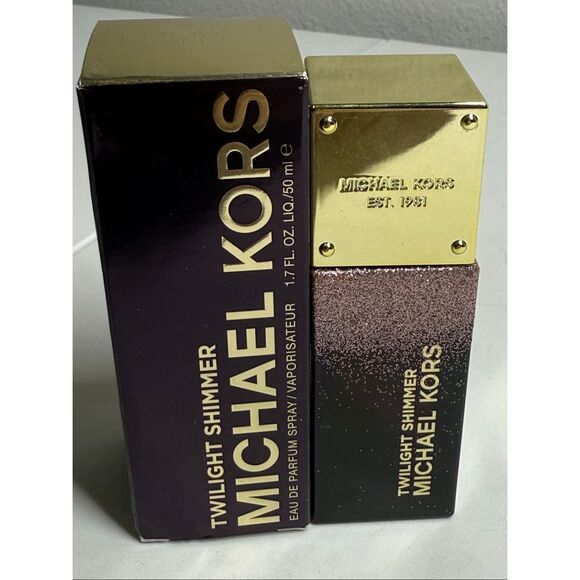 TWILIGHT SHIMMER
MICHAEL KORS
EAU DE PARFUM SPRAY / VAPORISATEUR 1.7 FL. OZ. LIQ./50 ml ℮
MICHAEL KORS
EST. 1981
TWILIGHT SHIMMER
MICHAEL KORS